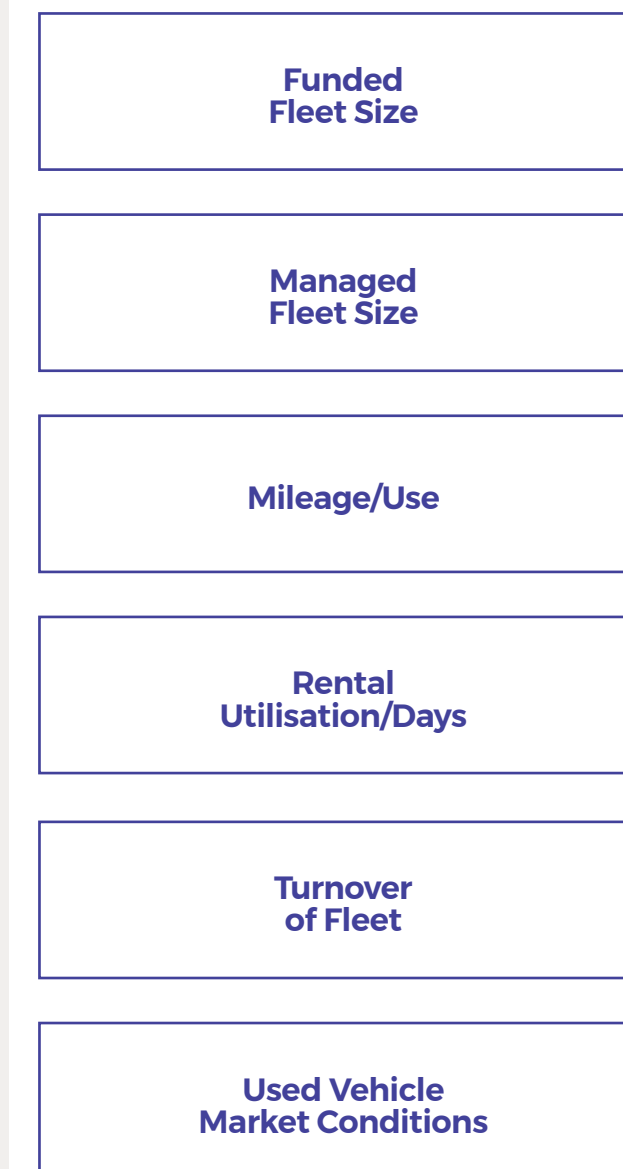 Funded
Fleet Size
Managed
Fleet Size
Mileage/Use
Rental
Utilisation/Days
Turnover
of Fleet
Used Vehicle
Market Conditions